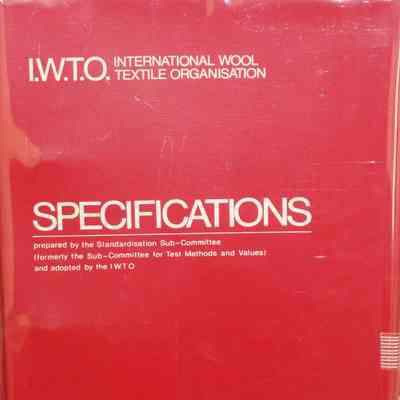 I.W.T.O. INTERNATIONAL WOOL
TEXTILE ORGANISATION
SPECIFICATIONS
prepared by the Standardisation Sub-Committee
(formerly the Sub-Committee for Test Methods and Values)
and adopted by the IWTO